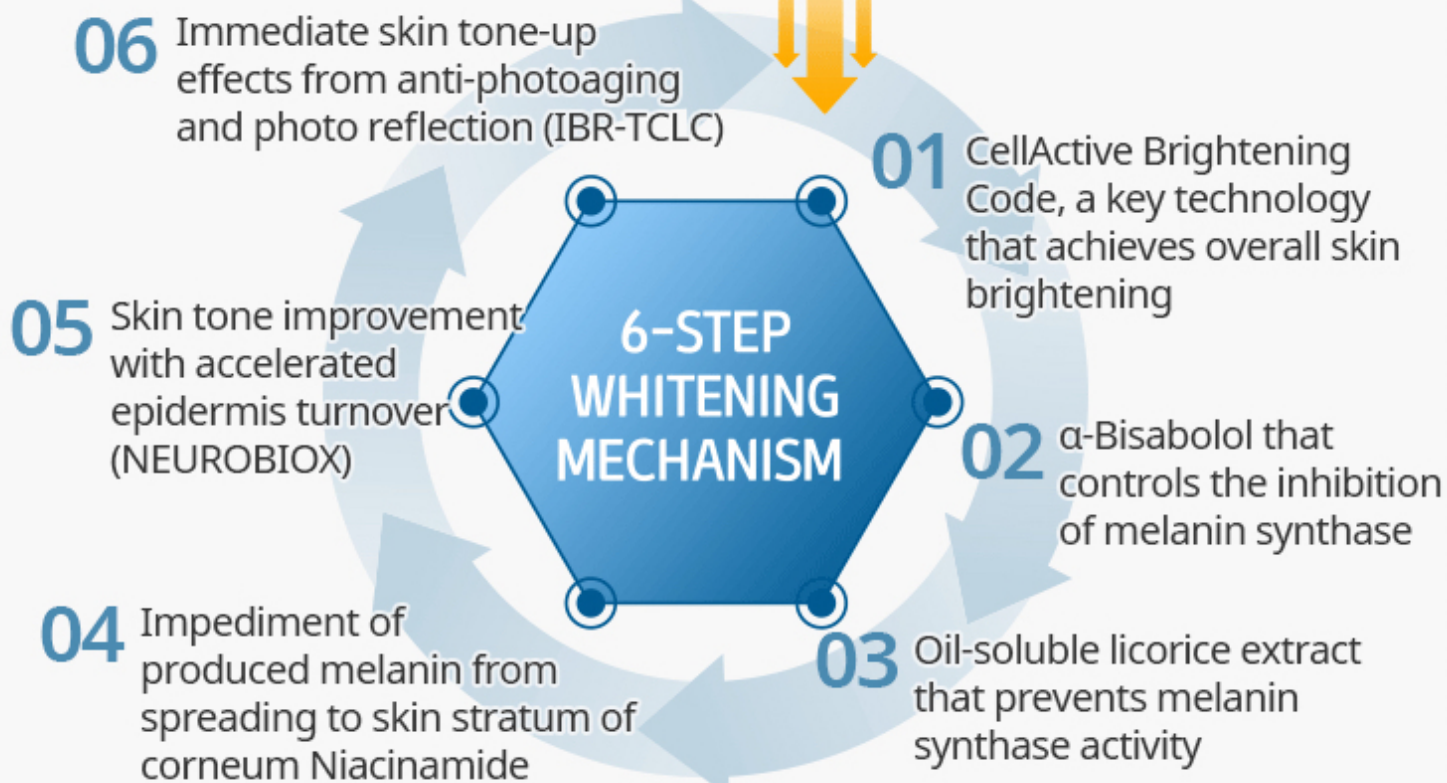 06
Immediate skin tone-up
effects from anti-photoaging
and photo reflection (IBR-TCLC)
01
CellActive Brightening
Code, a key technology
that achieves overall skin
brightening
05
Skin tone improvement
with accelerated
epidermis turnover
(NEUROBIOX)
6-STEP
WHITENING
MECHANISM
02
α-Bisabolol that
controls the inhibition
of melanin synthase
04
Impediment of
produced melanin from
spreading to skin stratum of
corneum Niacinamide
03
Oil-soluble licorice extract
that prevents melanin
synthase activity